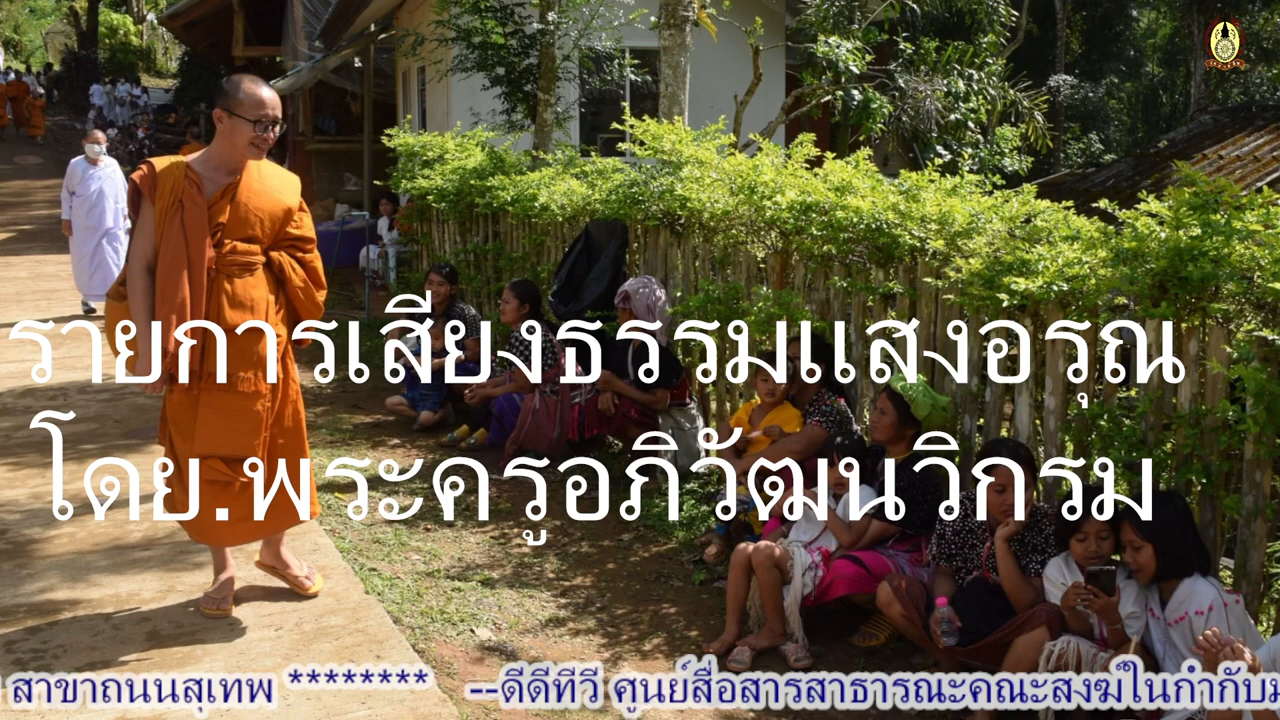 รายการเสียงธรรมแสงอรุณ
โดย.พระครูอภิวัฒนวิกรม
สาขาถนนสุเทพ ******** --ดีดีทีวี ศูนย์สื่อสารสาธารณะคณะสงฆ์ในกำกับ